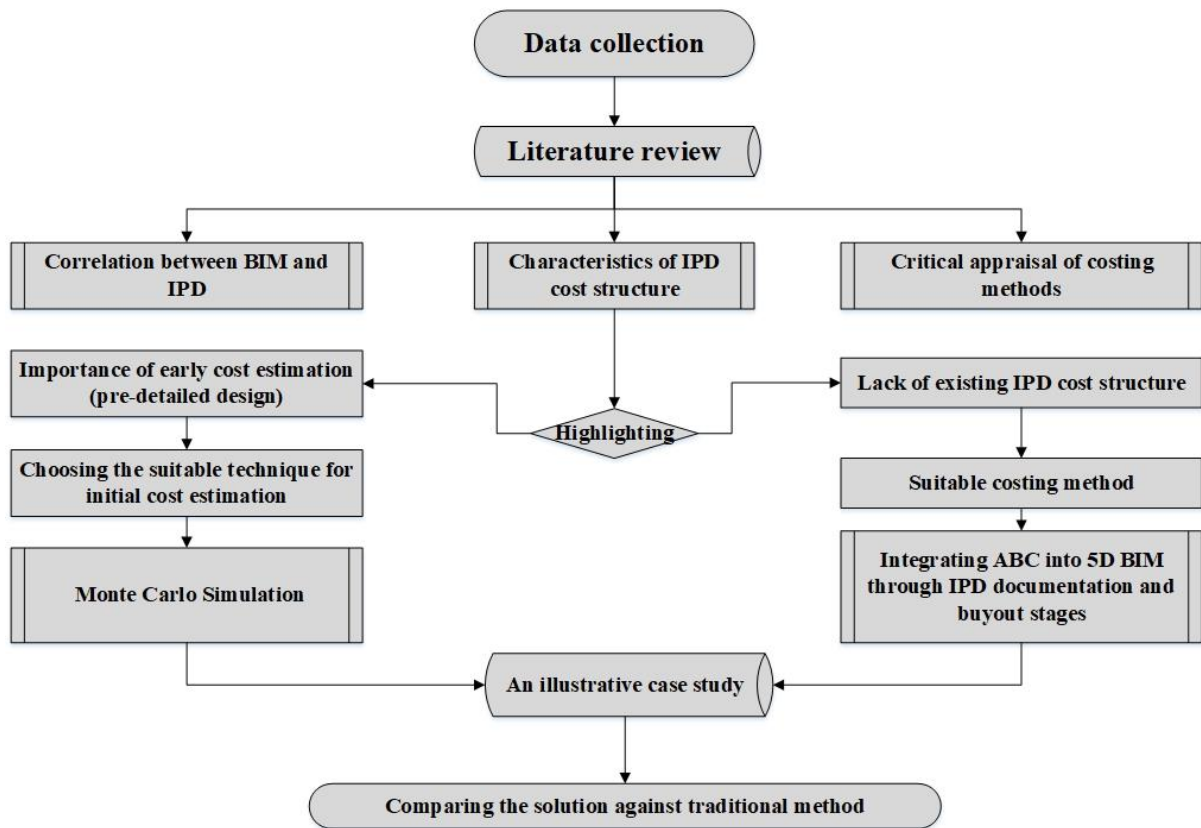 Data collection
Literature review
Correlation between BIM and
IPD
Characteristics of IPD
cost structure
Critical appraisal of costing
methods
Importance of early cost estimation
(pre-detailed design)
Highlighting
Lack of existing IPD cost structure
Choosing the suitable technique for
initial cost estimation
Suitable costing method
Monte Carlo Simulation
Integrating ABC into 5D BIM
through IPD documentation and
buyout stages
An illustrative case study
Comparing the solution against traditional method